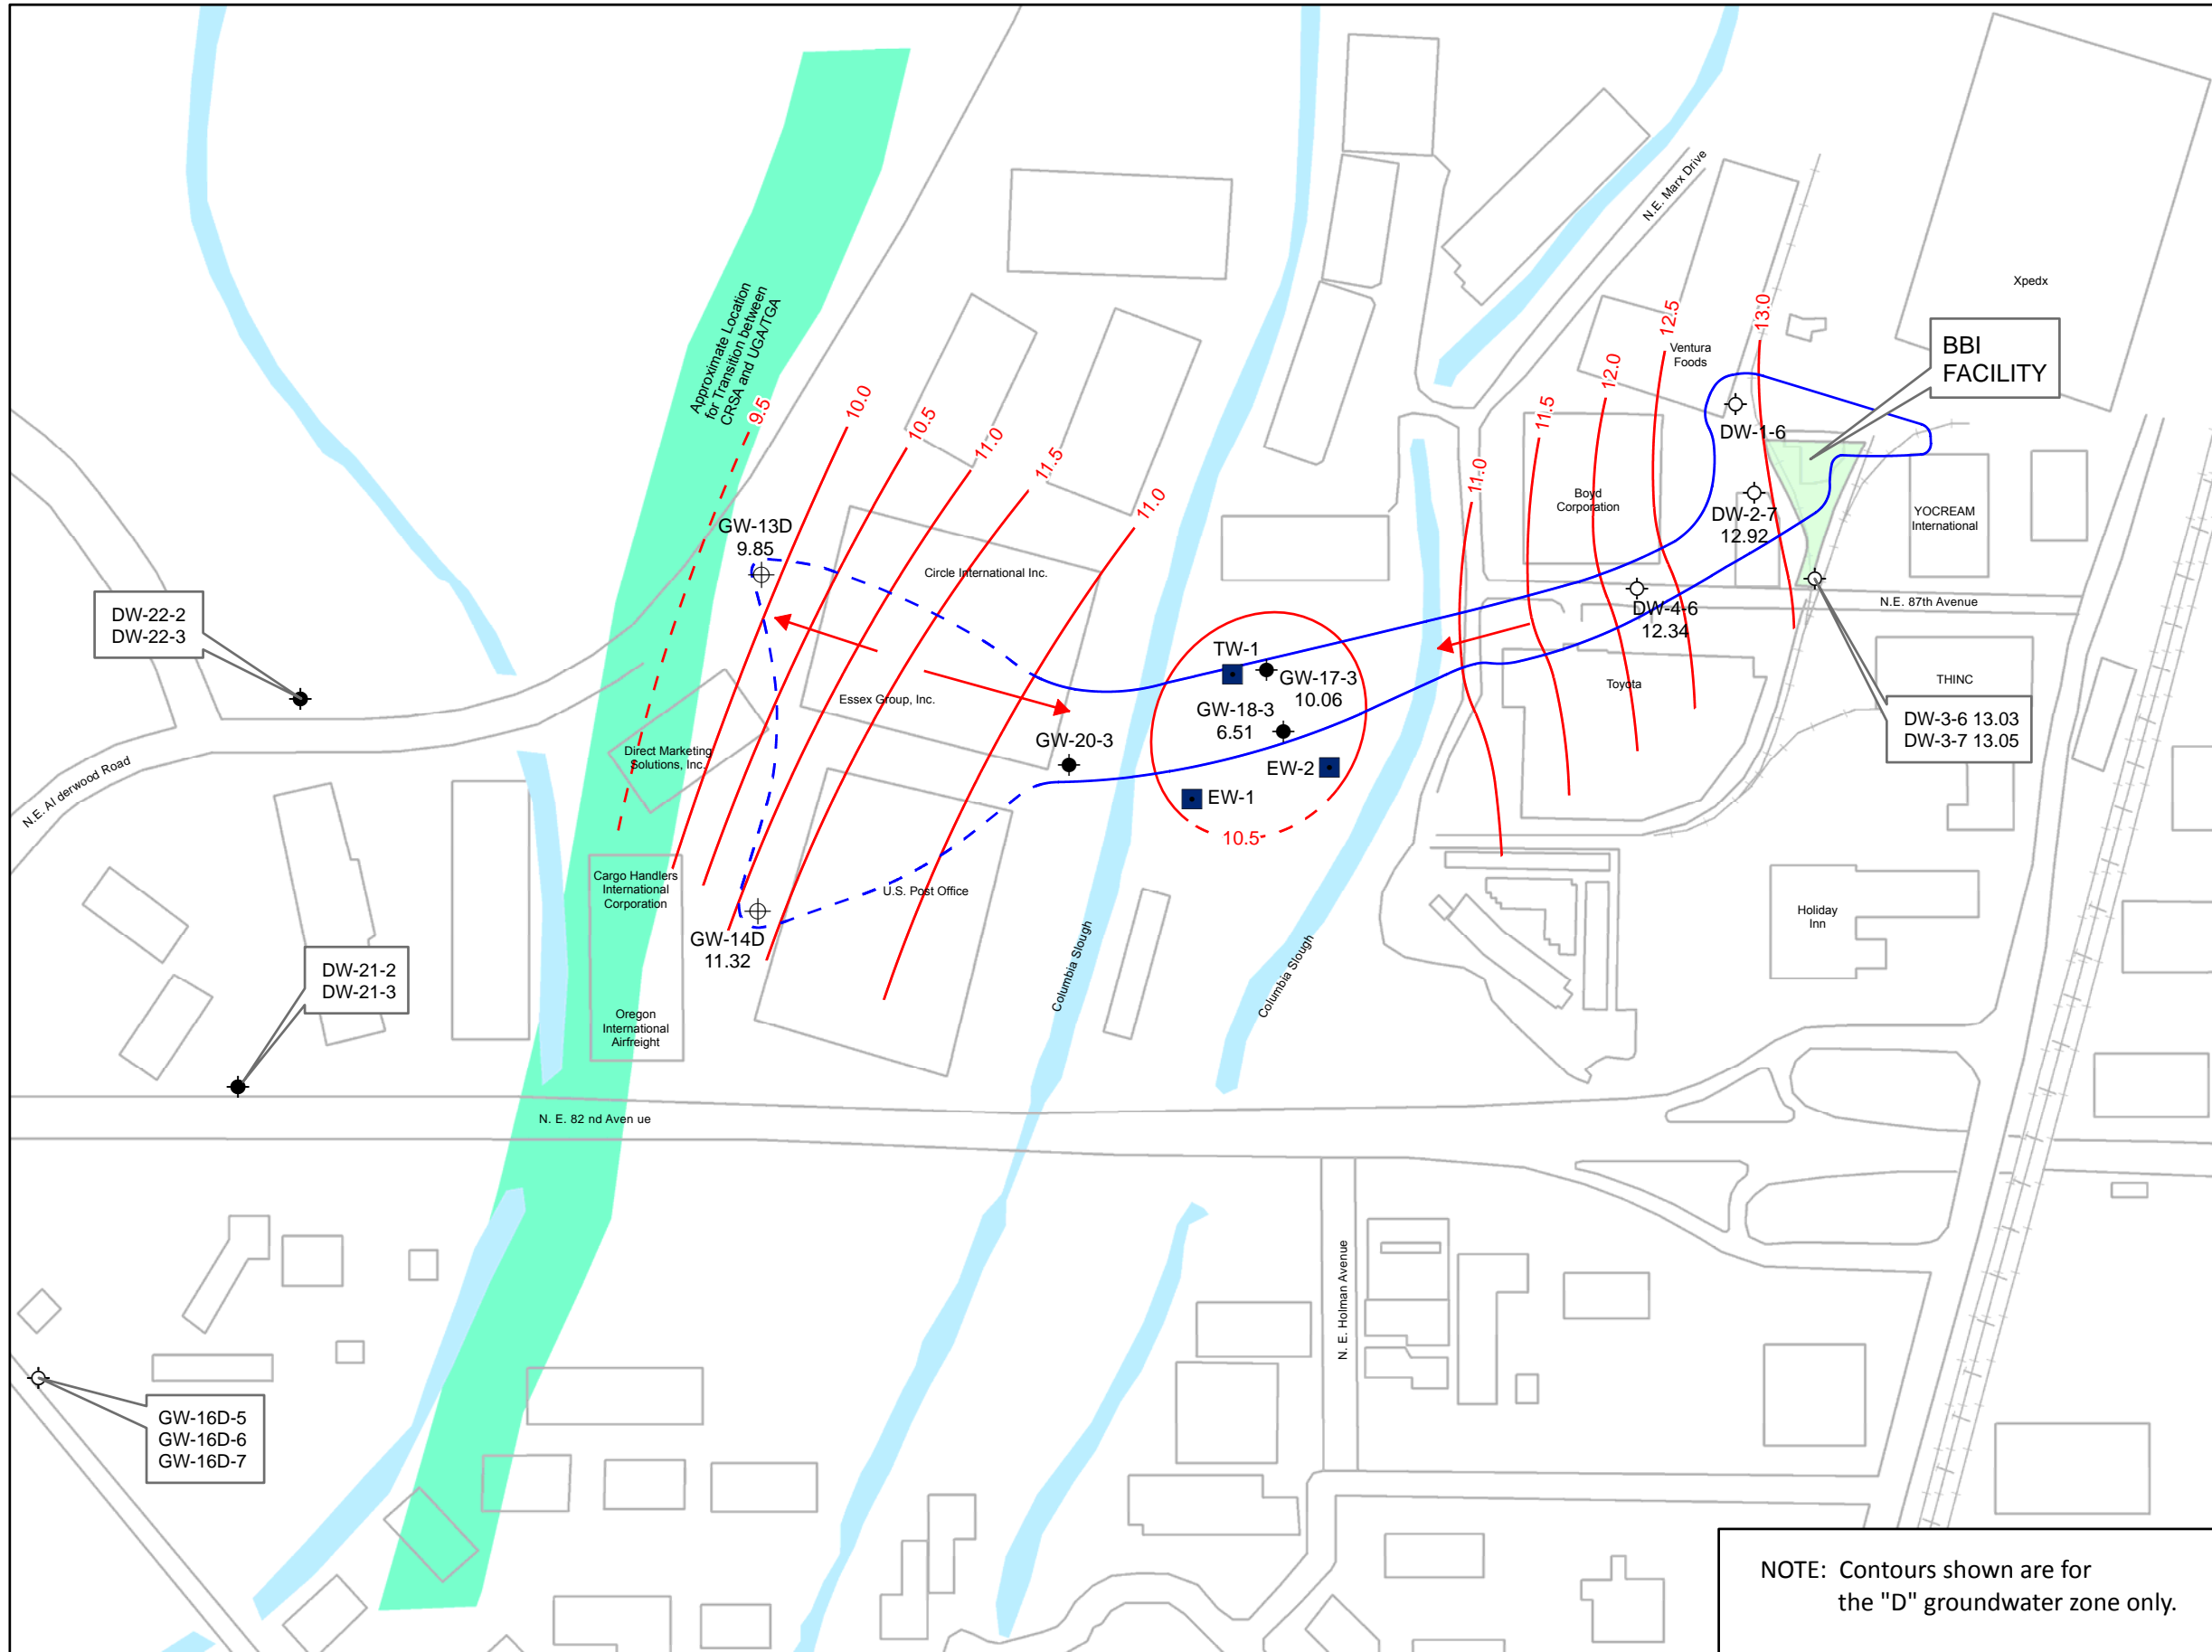 N.E. Marx Drive
Xpedx
Approximate Location
for Transition between
CRSA and UGA/TGA
12.5
13.0
BBI
FACILITY
Ventura
Foods
12.0
9.5
10.0
10.5
11.0
11.5
11.0
11.5
11.0
DW-1-6
Boyd
Corporation
DW-2-7
12.92
YOCREAM
International
GW-13D
9.85
Circle International Inc.
DW-22-2
DW-22-3
DW-4-6
12.34
N.E. 87th Avenue
TW-1
GW-17-3
10.06
GW-18-3
6.51
Toyota
THINC
Essex Group, Inc.
DW-3-6 13.03
DW-3-7 13.05
GW-20-3
Direct Marketing
Solutions, Inc.
EW-2
EW-1
N.E. Al derwood Road
10.5
Cargo Handlers
International
Corporation
U.S. Post Office
Holiday
Inn
GW-14D
11.32
Columbia Slough
Columbia Slough
DW-21-2
DW-21-3
Oregon
International
Airfreight
N. E. 82 nd Aven ue
N. E. Holman Avenue
GW-16D-5
GW-16D-6
GW-16D-7
NOTE: Contours shown are for
the "D" groundwater zone only.